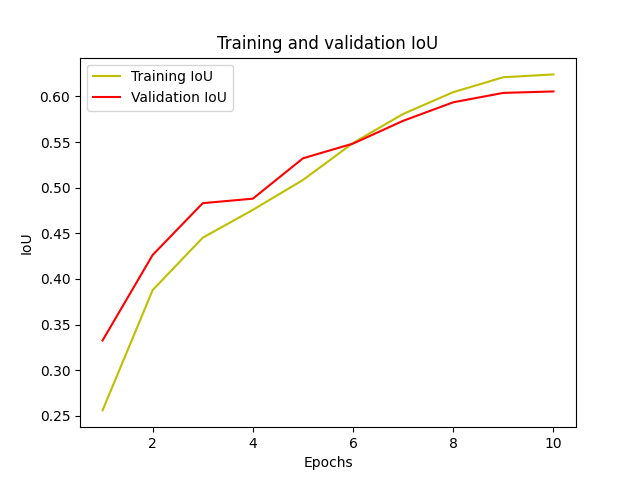 Training and validation IoU
Training IoU
Validation IoU
0.60
0.55
0.50
0.45
0.40
0.35
0.30
0.25
IoU
2 4 6 8 10
Epochs